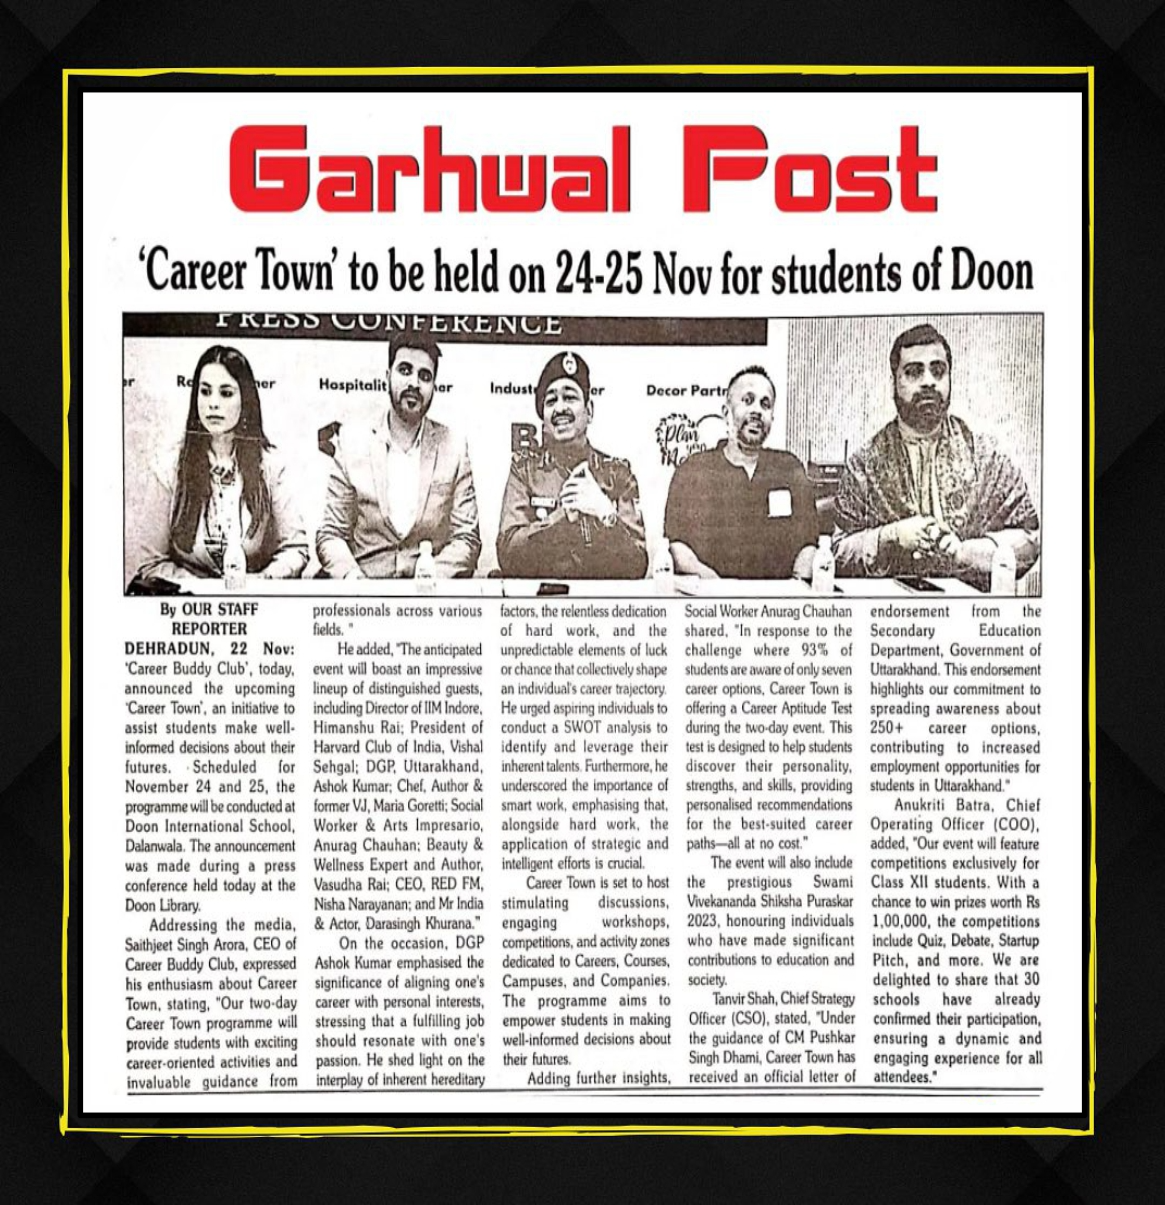 Garhwal Post
‘Career Town’ to be held on 24-25 Nov for students of Doon
PRESS CONFERENCE
er
Hospitalit
er
Indust
er
Decor Partn
Plan
By OUR STAFF
REPORTER
DEHRADUN, 22 Nov:
'Career Buddy Club', today,
announced the upcoming
'Career Town', an initiative to
assist students make well-
informed decisions about their
futures. Scheduled for
November 24 and 25, the
programme will be conducted at
Doon International School,
Dalanwala. The announcement
was made during a press
conference held today at the
Doon Library.
Addressing the media,
Saithjeet Singh Arora, CEO of
Career Buddy Club, expressed
his enthusiasm about Career
Town, stating, "Our two-day
Career Town programme will
provide students with exciting
career-oriented activities and
invaluable guidance from
professionals across various
fields. "
He added, "The anticipated
event will boast an impressive
lineup of distinguished guests,
including Director of IIM Indore,
Himanshu Rai; President of
Harvard Club of India, Vishal
Sehgal; DGP, Uttarakhand,
Ashok Kumar; Chef, Author &
former VJ, Maria Goretti; Social
Worker & Arts Impresario,
Anurag Chauhan; Beauty &
Wellness Expert and Author,
Vasudha Rai; CEO, RED FM,
Nisha Narayanan; and Mr India
& Actor, Darasingh Khurana."
On the occasion, DGP
Ashok Kumar emphasised the
significance of aligning one's
career with personal interests,
stressing that a fulfilling job
should resonate with one's
passion. He shed light on the
interplay of inherent hereditary
factors, the relentless dedication
of hard work, and the
unpredictable elements of luck
or chance that collectively shape
an individual's career trajectory.
He urged aspiring individuals to
conduct a SWOT analysis to
identify and leverage their
inherent talents. Furthermore, he
underscored the importance of
smart work, emphasising that,
alongside hard work, the
application of strategic and
intelligent efforts is crucial.
Career Town is set to host
stimulating discussions,
engaging workshops,
competitions, and activity zones
dedicated to Careers, Courses,
Campuses, and Companies.
The programme aims to
empower students in making
well-informed decisions about
their futures.
Adding further insights,
Social Worker Anurag Chauhan
shared, "In response to the
challenge where 93% of
students are aware of only seven
career options, Career Town is
offering a Career Aptitude Test
during the two-day event. This
test is designed to help students
discover their personality,
strengths, and skills, providing
personalised recommendations
for the best-suited career
paths—all at no cost."
The event will also include
the prestigious Swami
Vivekananda Shiksha Puraskar
2023, honouring individuals
who have made significant
contributions to education and
society.
Tanvir Shah, Chief Strategy
Officer (CSO), stated, "Under
the guidance of CM Pushkar
Singh Dhami, Career Town has
received an official letter of
endorsement from the
Secondary Education
Department, Government of
Uttarakhand. This endorsement
highlights our commitment to
spreading awareness about
250+ career options,
contributing to increased
employment opportunities for
students in Uttarakhand."
Anukriti Batra, Chief
Operating Officer (COO),
added, "Our event will feature
competitions exclusively for
Class XII students. With a
chance to win prizes worth Rs
1,00,000, the competitions
include Quiz, Debate, Startup
Pitch, and more. We are
delighted to share that 30
schools have already
confirmed their participation,
ensuring a dynamic and
engaging experience for all
attendees."